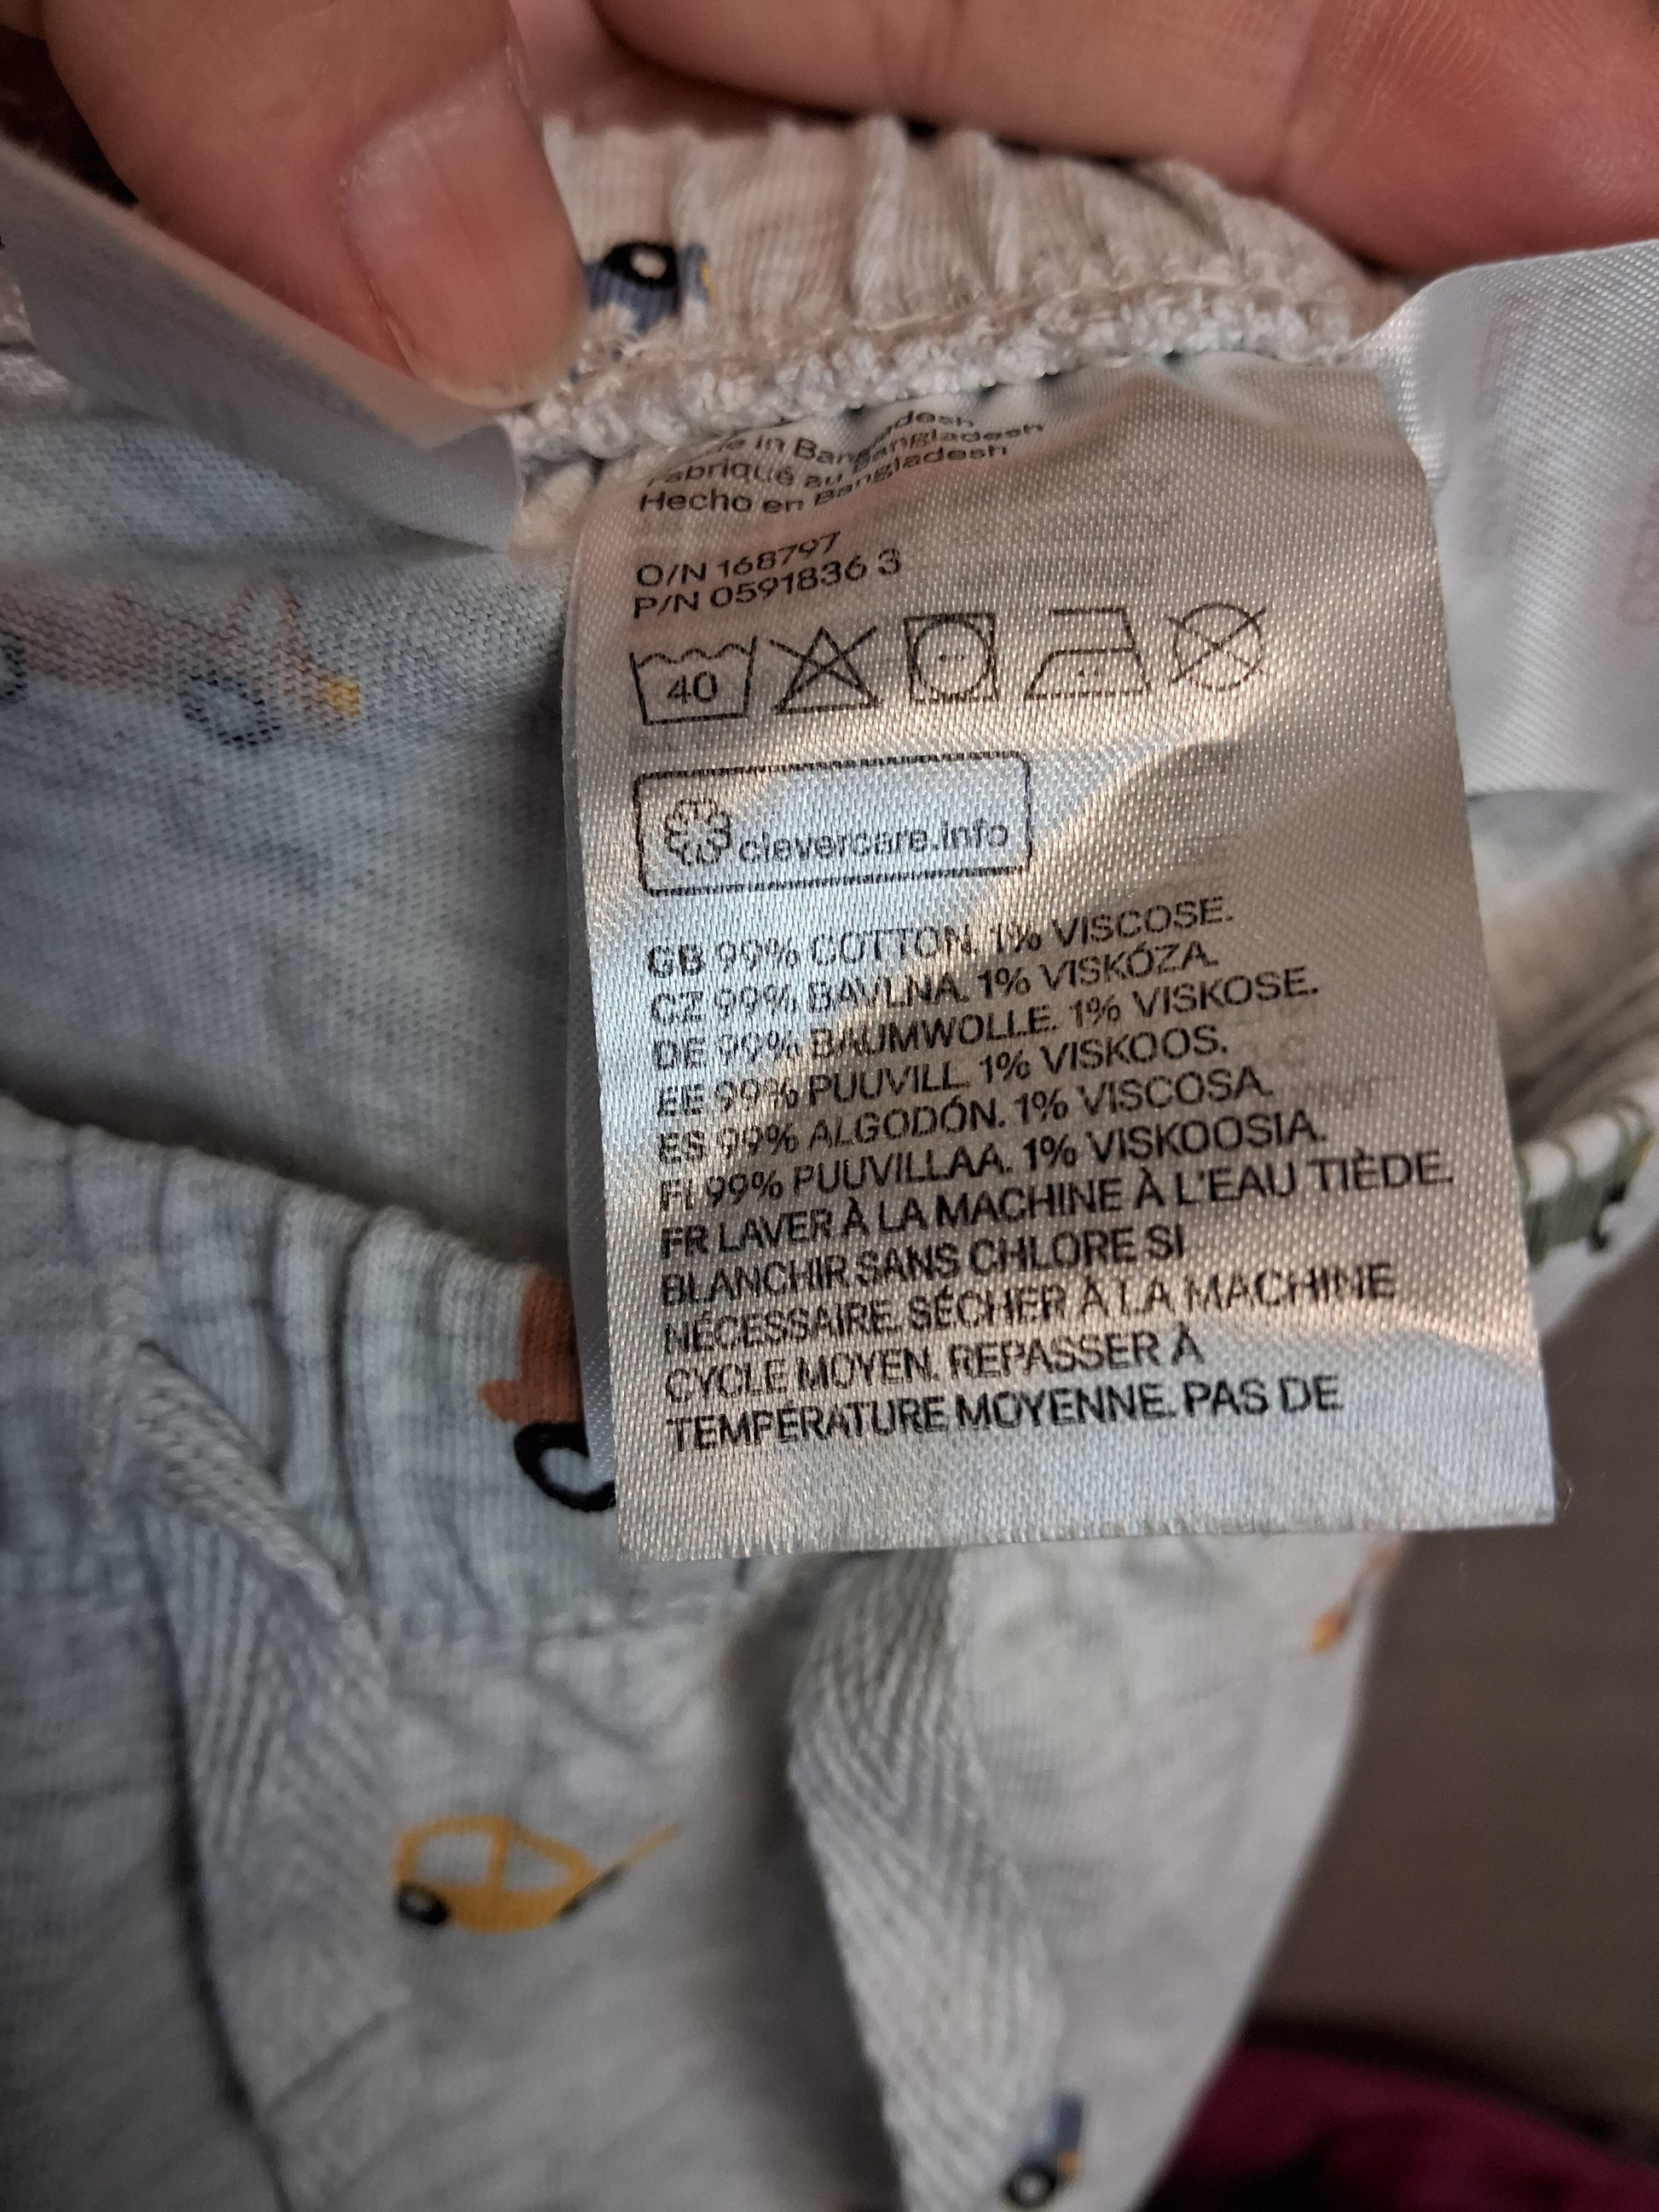 in Bangladesh
Fabriqué au Bangladesh
Hecho en Bangladesh
O/N 168797
P/N 0591836 3
40
clevercare.info
GB 99% COTTON. 1% VISCOSE.
CZ 99% BAVLNA. 1% VISKÓZA.
DE 99% BAUMWOLLE. 1% VISKOSE.
EE 99% PUUVILL. 1% VISKOOS.
ES 99% ALGODÓN. 1% VISCOSA.
FI 99% PUUVILLAA. 1% VISKOOSIA.
FR LAVER À LA MACHINE À L'EAU TIÈDE.
BLANCHIR SANS CHLORE SI
NÉCESSAIRE. SÉCHER À LA MACHINE
CYCLE MOYEN. REPASSER À
TEMPÉRATURE MOYENNE. PAS DE